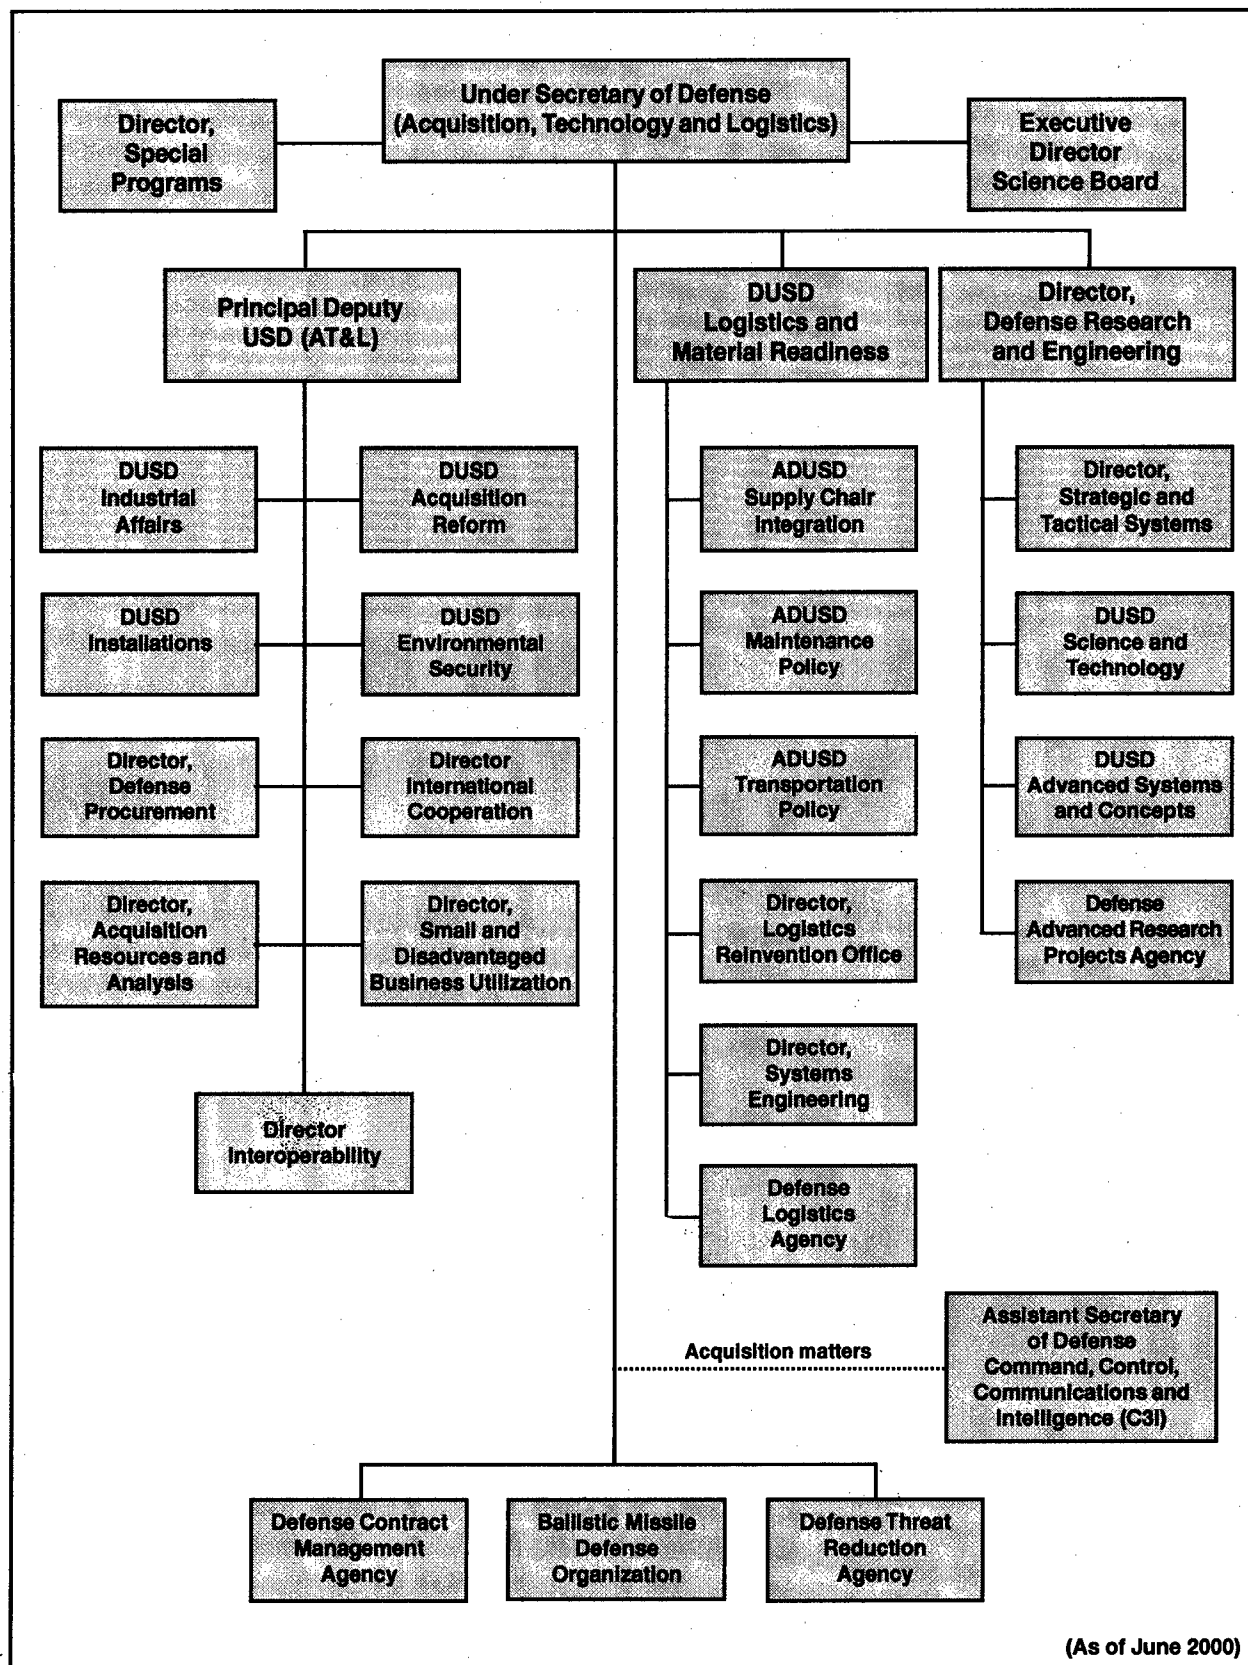 Under Secretary of Defense
(Acquisition, Technology and Logistics)
Director,
Special
Programs
Executive
Director
Science Board
Principal Deputy
USD (AT&L)
DUSD
Logistics and
Material Readiness
Director,
Defense Research
and Engineering
DUSD
Industrial
Affairs
DUSD
Acquisition
Reform
ADUSD
Supply Chair
Integration
Director,
Strategic and
Tactical Systems
DUSD
Installations
DUSD
Environmental
Security
ADUSD
Maintenance
Policy
DUSD
Science and
Technology
Director,
Defense
Procurement
Director
International
Cooperation
ADUSD
Transportation
Policy
DUSD
Advanced Systems
and Concepts
Director,
Acquisition
Resources and
Analysis
Director,
Small and
Disadvantaged
Business Utilization
Director,
Logistics
Reinvention Office
Defense
Advanced Research
Projects Agency
Director,
Systems
Engineering
Director
Interoperability
Defense
Logistics
Agency
Acquisition matters
Assistant Secretary
of Defense
Command, Control,
Communications and
Intelligence (C3I)
Defense Contract
Management
Agency
Ballistic Missile
Defense
Organization
Defense Threat
Reduction
Agency
(As of June 2000)